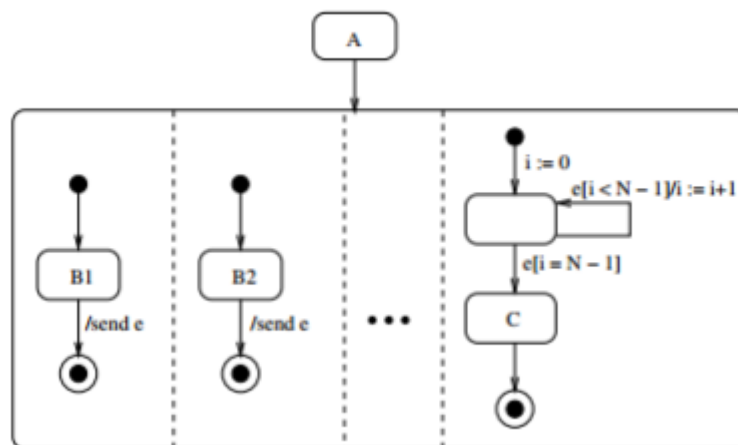 A
i := 0
e[i < N − 1]/i := i+1
B1
B2
e[i = N − 1]
/send e
/send e
•••
C